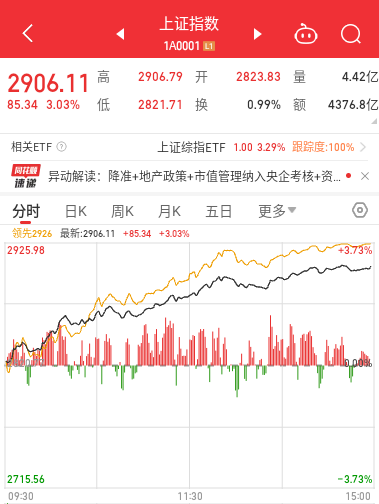 上证指数
1A0001 L1
2906.11 高 2906.79 开 2823.83 量 4.42亿
85.34 3.03% 低 2821.71 换 0.99% 额 4376.8亿
相关ETF ? 上证综指ETF 1.00 3.29% 跟踪度:100%
同花顺 速递 异动解读：降准+地产政策+市值管理纳入央企考核+资...
分时 日K 周K 月K 五日 更多
领先2926 最新:2906.11 +85.34 +3.03%
2925.98 +3.73%
0.00%
2715.56 -3.73%
09:30 11:30 15:00